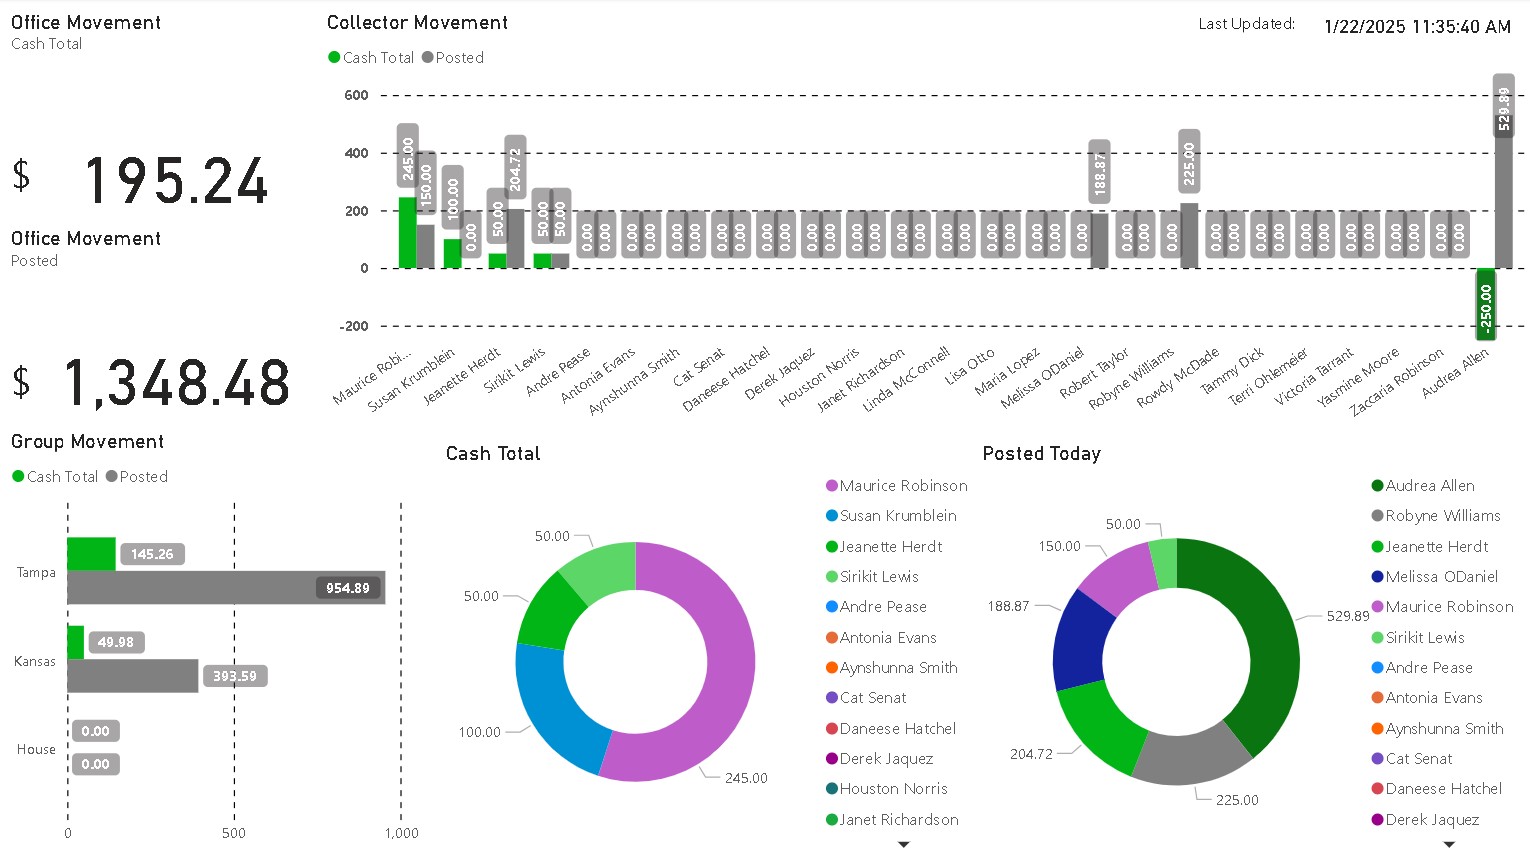 Office Movement
Cash Total
$ 195.24
Office Movement
Posted
$ 1,348.48
Collector Movement
Last Updated: 1/22/2025 11:35:40 AM
Cash Total Posted
600
400
200
0
-200
245.00 150.00 100.00 0.00 50.00 204.72 50.00 50.00 0.00 0.00 0.00 0.00 0.00 0.00 0.00 0.00 0.00 0.00 0.00 0.00 0.00 0.00 0.00 0.00 0.00 0.00 0.00 0.00 0.00 0.00 0.00 188.87 0.00 0.00 0.00 225.00 0.00 0.00 0.00 0.00 0.00 0.00 0.00 0.00 0.00 0.00 0.00 0.00 -250.00 529.89
Maurice Robi...
Susan Krumblein
Jeanette Herdt
Sirikit Lewis
Andre Pease
Antonia Evans
Aynshunna Smith
Cat Senat
Daneese Hatchel
Derek Jaquez
Houston Norris
Janet Richardson
Linda McConnell
Lisa Otto
Maria Lopez
Melissa ODaniel
Robert Taylor
Robyne Williams
Rowdy McDade
Tammy Dick
Terri Ohlemeier
Victoria Tarrant
Yasmine Moore
Zaccaria Robinson
Audrea Allen
Group Movement
Cash Total Posted
Tampa
145.26
954.89
Kansas
49.98
393.59
House
0.00
0.00
0 500 1,000
Cash Total
50.00
50.00
100.00
245.00
Maurice Robinson
Susan Krumblein
Jeanette Herdt
Sirikit Lewis
Andre Pease
Antonia Evans
Aynshunna Smith
Cat Senat
Daneese Hatchel
Derek Jaquez
Houston Norris
Janet Richardson
Posted Today
50.00
150.00
188.87
204.72
225.00
529.89
Audrea Allen
Robyne Williams
Jeanette Herdt
Melissa ODaniel
Maurice Robinson
Sirikit Lewis
Andre Pease
Antonia Evans
Aynshunna Smith
Cat Senat
Daneese Hatchel
Derek Jaquez